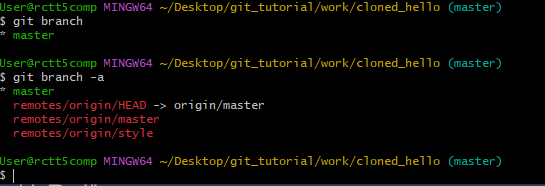 User@rctt5comp MINGW64 ~/Desktop/git_tutorial/work/cloned_hello (master)
$ git branch
* master
User@rctt5comp MINGW64 ~/Desktop/git_tutorial/work/cloned_hello (master)
$ git branch -a
* master
  remotes/origin/HEAD -> origin/master
  remotes/origin/master
  remotes/origin/style
User@rctt5comp MINGW64 ~/Desktop/git_tutorial/work/cloned_hello (master)
$